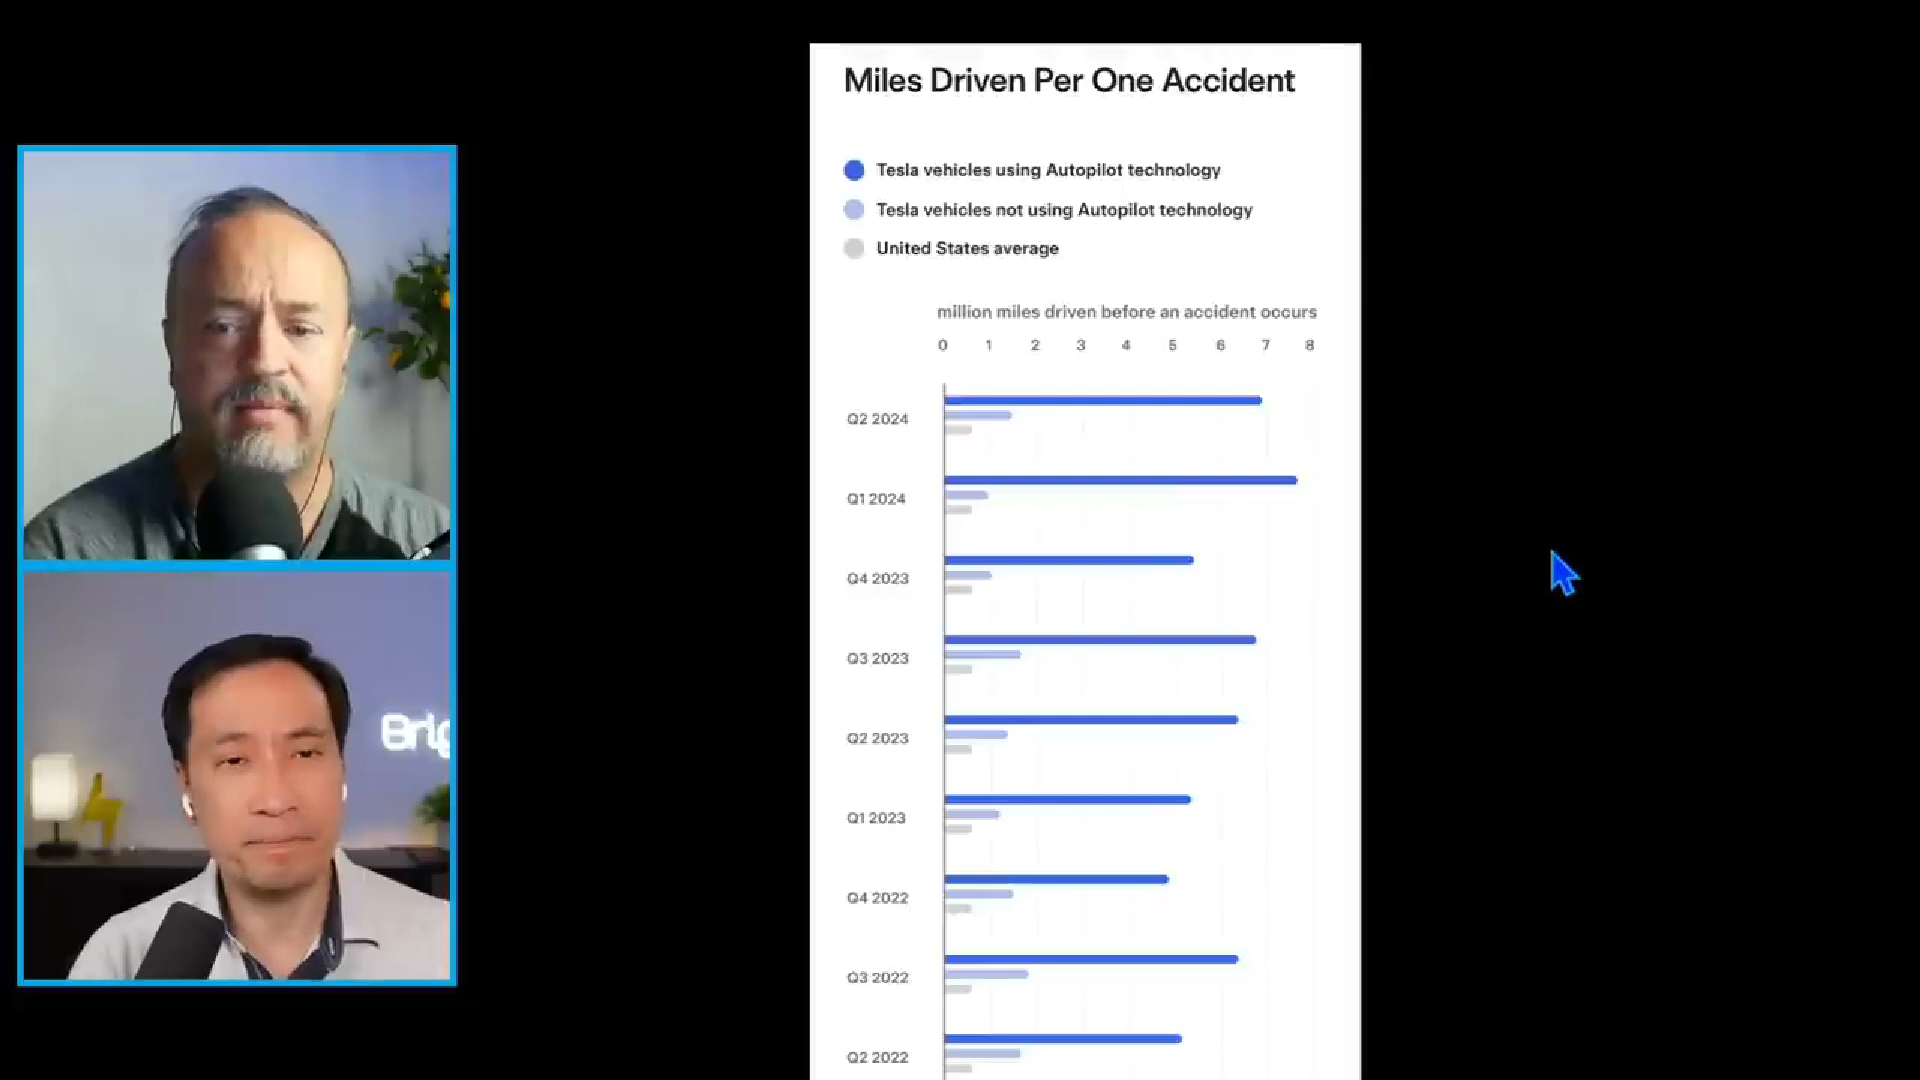 Miles Driven Per One Accident
Tesla vehicles using Autopilot technology
Tesla vehicles not using Autopilot technology
United States average
million miles driven before an accident occurs
0 1 2 3 4 5 6 7 8
Q2 2024
Q1 2024
Q4 2023
Q3 2023
Q2 2023
Q1 2023
Q4 2022
Q3 2022
Q2 2022
Brig